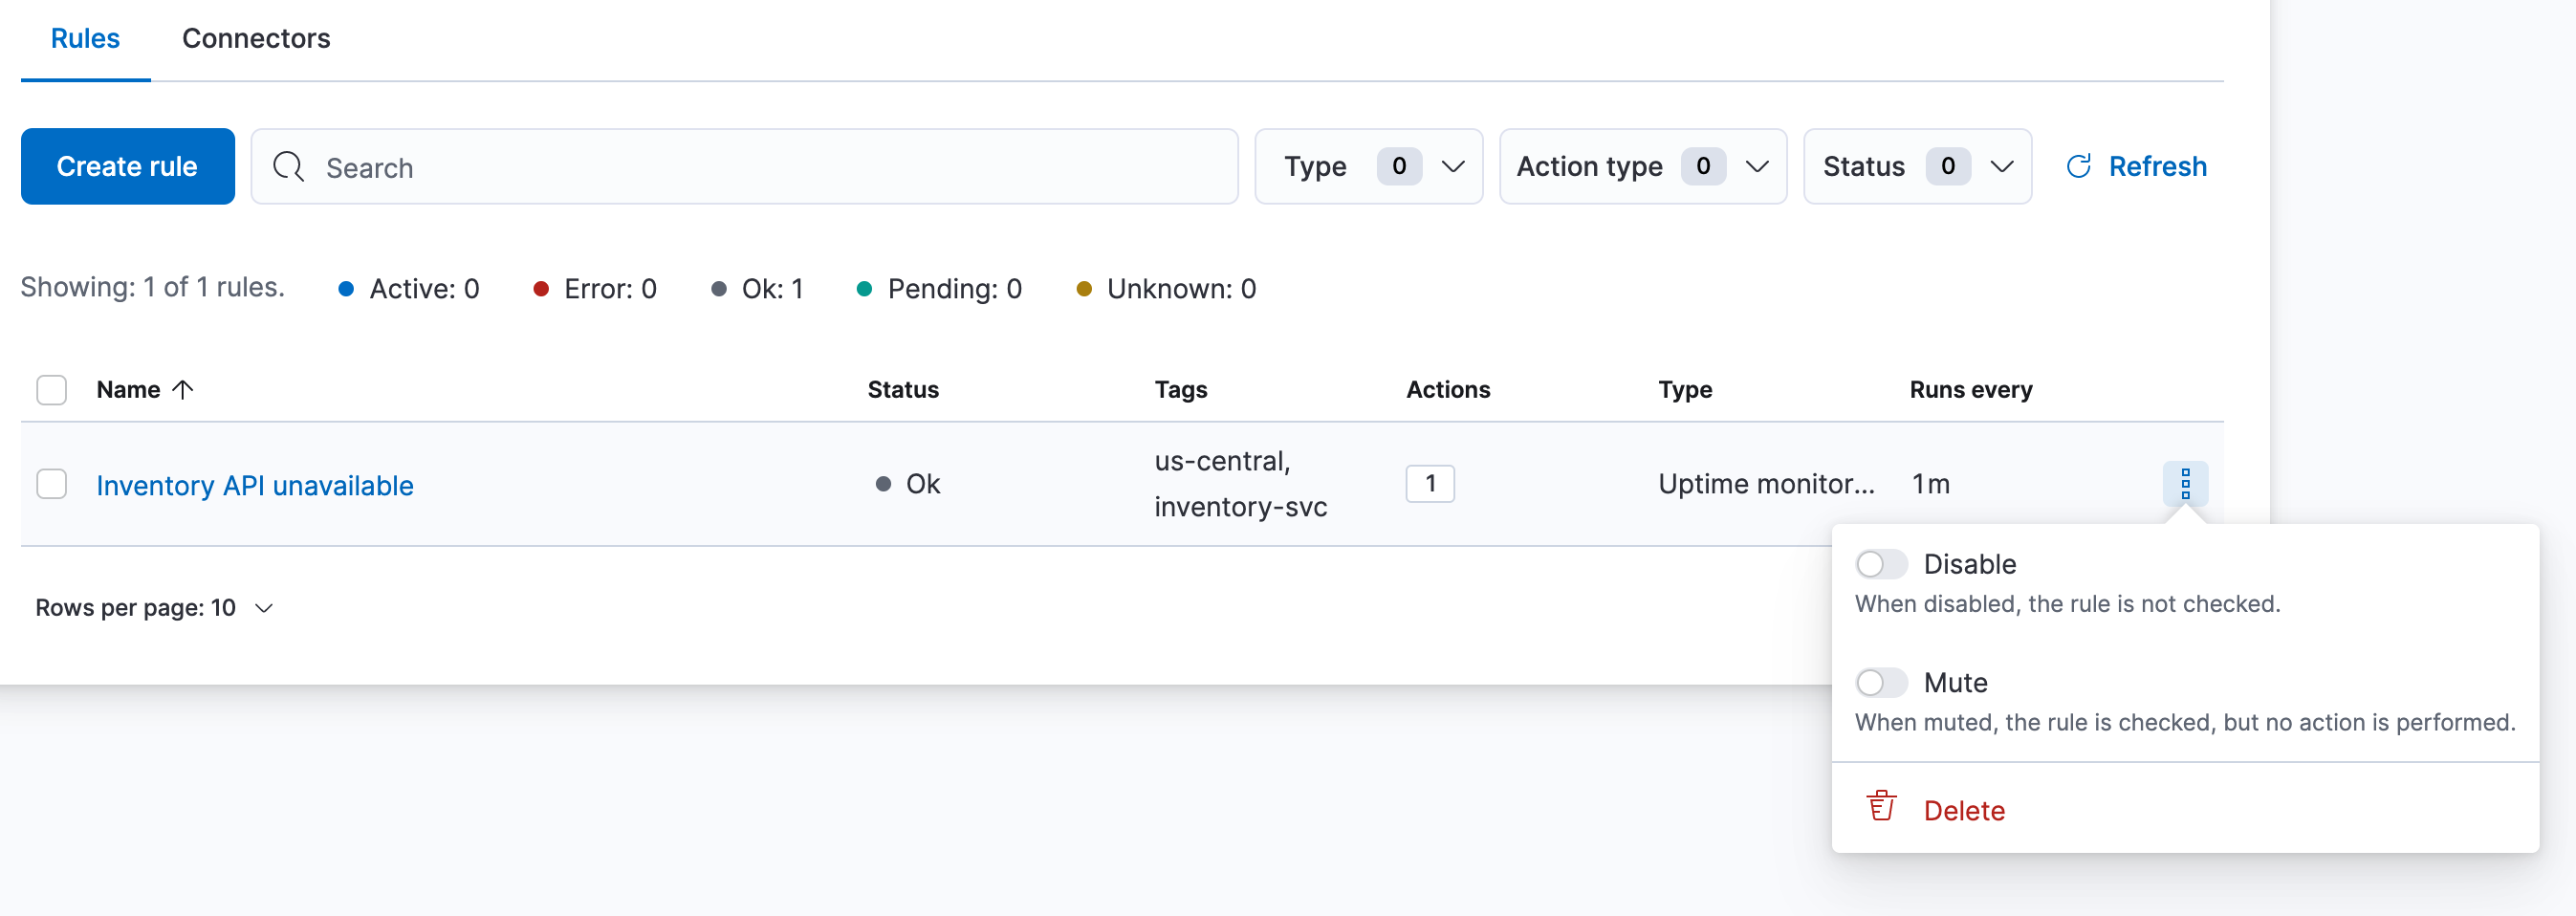 Rules Connectors
Create rule Search Type 0 Action type 0 Status 0 Refresh
Showing: 1 of 1 rules. Active: 0 Error: 0 Ok: 1 Pending: 0 Unknown: 0
Name Status Tags Actions Type Runs every
Inventory API unavailable Ok us-central, 1 Uptime monitor... 1m
inventory-svc
Rows per page: 10
Disable
When disabled, the rule is not checked.
Mute
When muted, the rule is checked, but no action is performed.
Delete